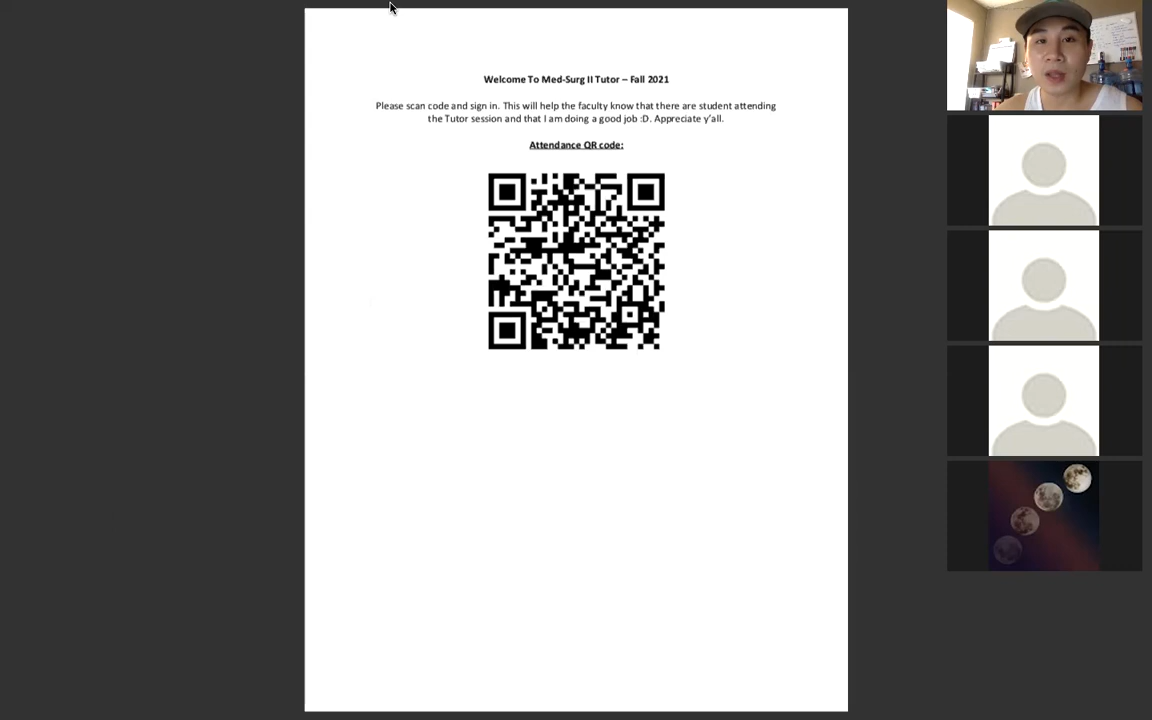 Welcome To Med-Surg II Tutor – Fall 2021
Please scan code and sign in. This will help the faculty know that there are student attending
the Tutor session and that I am doing a good job :D. Appreciate y'all.
Attendance QR code: